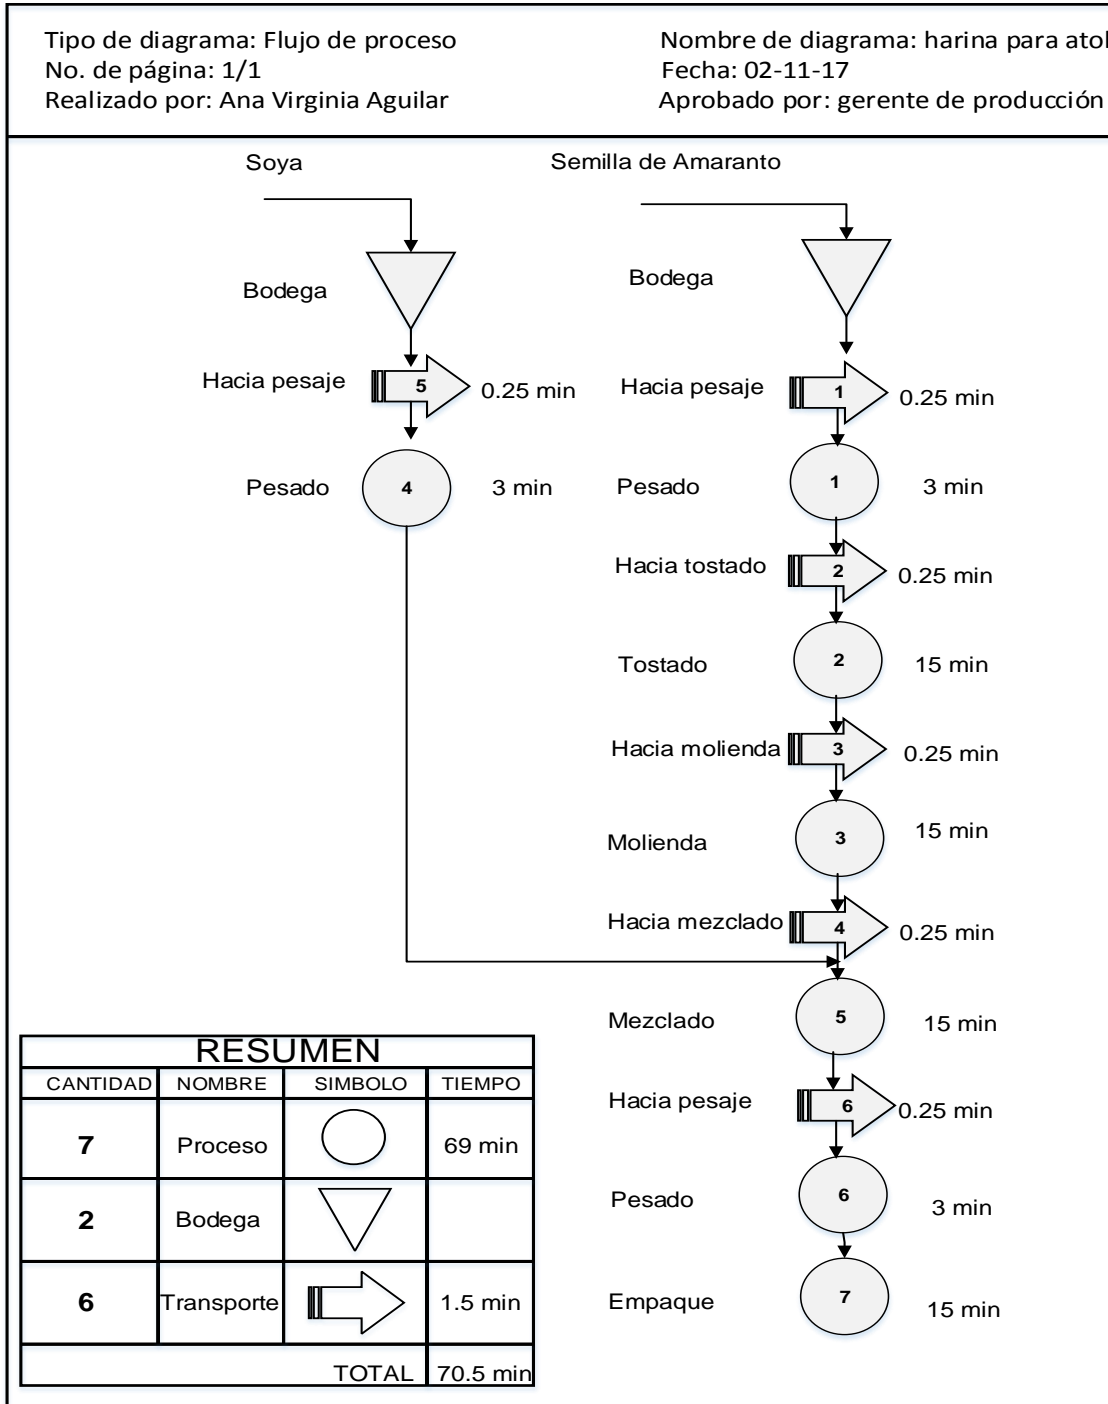 Tipo de diagrama: Flujo de proceso
No. de página: 1/1
Realizado por: Ana Virginia Aguilar
Nombre de diagrama: harina para atol
Fecha: 02-11-17
Aprobado por: gerente de producción
Soya
Bodega
Hacia pesaje 5 0.25 min
Pesado 4 3 min
Semilla de Amaranto
Bodega
Hacia pesaje 1 0.25 min
Pesado 1 3 min
Hacia tostado 2 0.25 min
Tostado 2 15 min
Hacia molienda 3 0.25 min
Molienda 3 15 min
Hacia mezclado 4 0.25 min
Mezclado 5 15 min
Hacia pesaje 6 0.25 min
Pesado 6 3 min
Empaque 7 15 min
RESUMEN
CANTIDAD NOMBRE SIMBOLO TIEMPO
7 Proceso 69 min
2 Bodega
6 Transporte 1.5 min
TOTAL 70.5 min